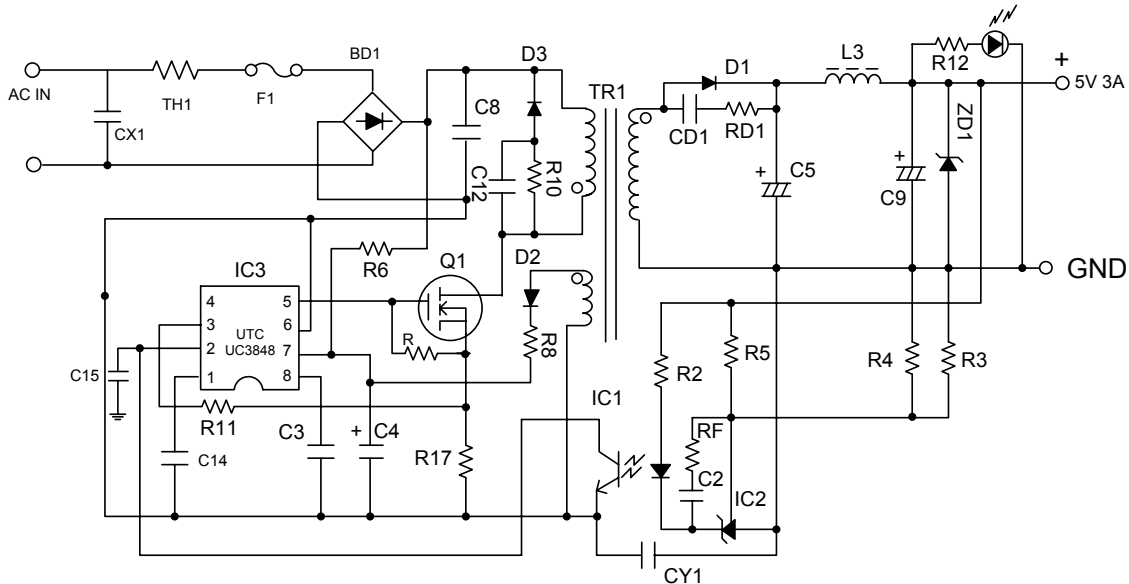 AC IN
CX1
TH1
F1
BD1
C8
D3
C12
R10
TR1
D1
CD1
RD1
C5
L3
R12
ZD1
C9
+
5V 3A
+
+
GND
R6
Q1
D2
R8
R
IC3
UTC
UC3848
4
3
2
1
5
6
7
8
C15
C14
R11
C3
+
C4
R17
IC1
R2
R5
RF
C2
IC2
R4
R3
CY1